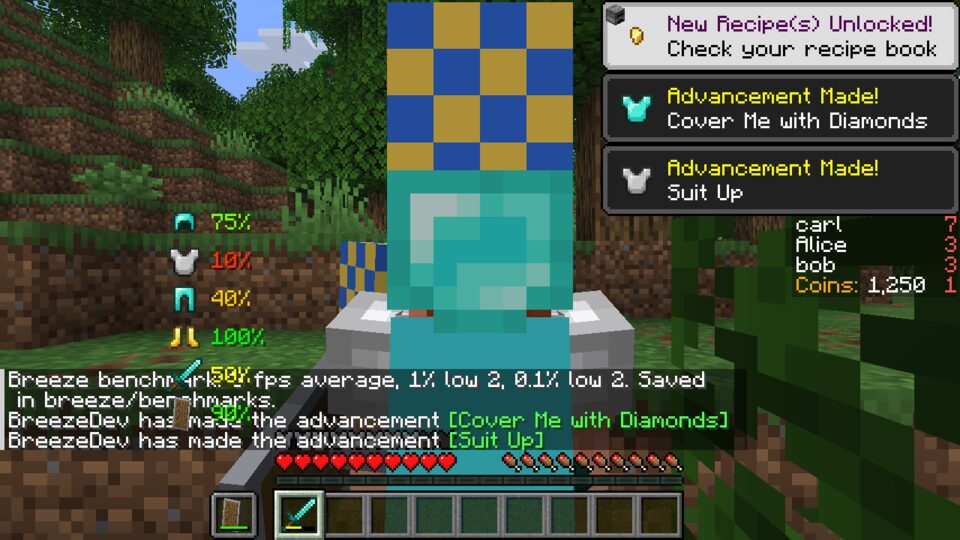 New Recipe(s) Unlocked!
Check your recipe book
Advancement Made!
Cover Me with Diamonds
Advancement Made!
Suit Up
carl 7
Alice 3
bob 3
Coins: 1,250 1
75%
10%
40%
100%
50%
90%
Breeze benchmark: fps average, 1% low 2, 0.1% low 2. Saved
in breeze/benchmarks.
BreezeDev has made the advancement [Cover Me with Diamonds]
BreezeDev has made the advancement [Suit Up]